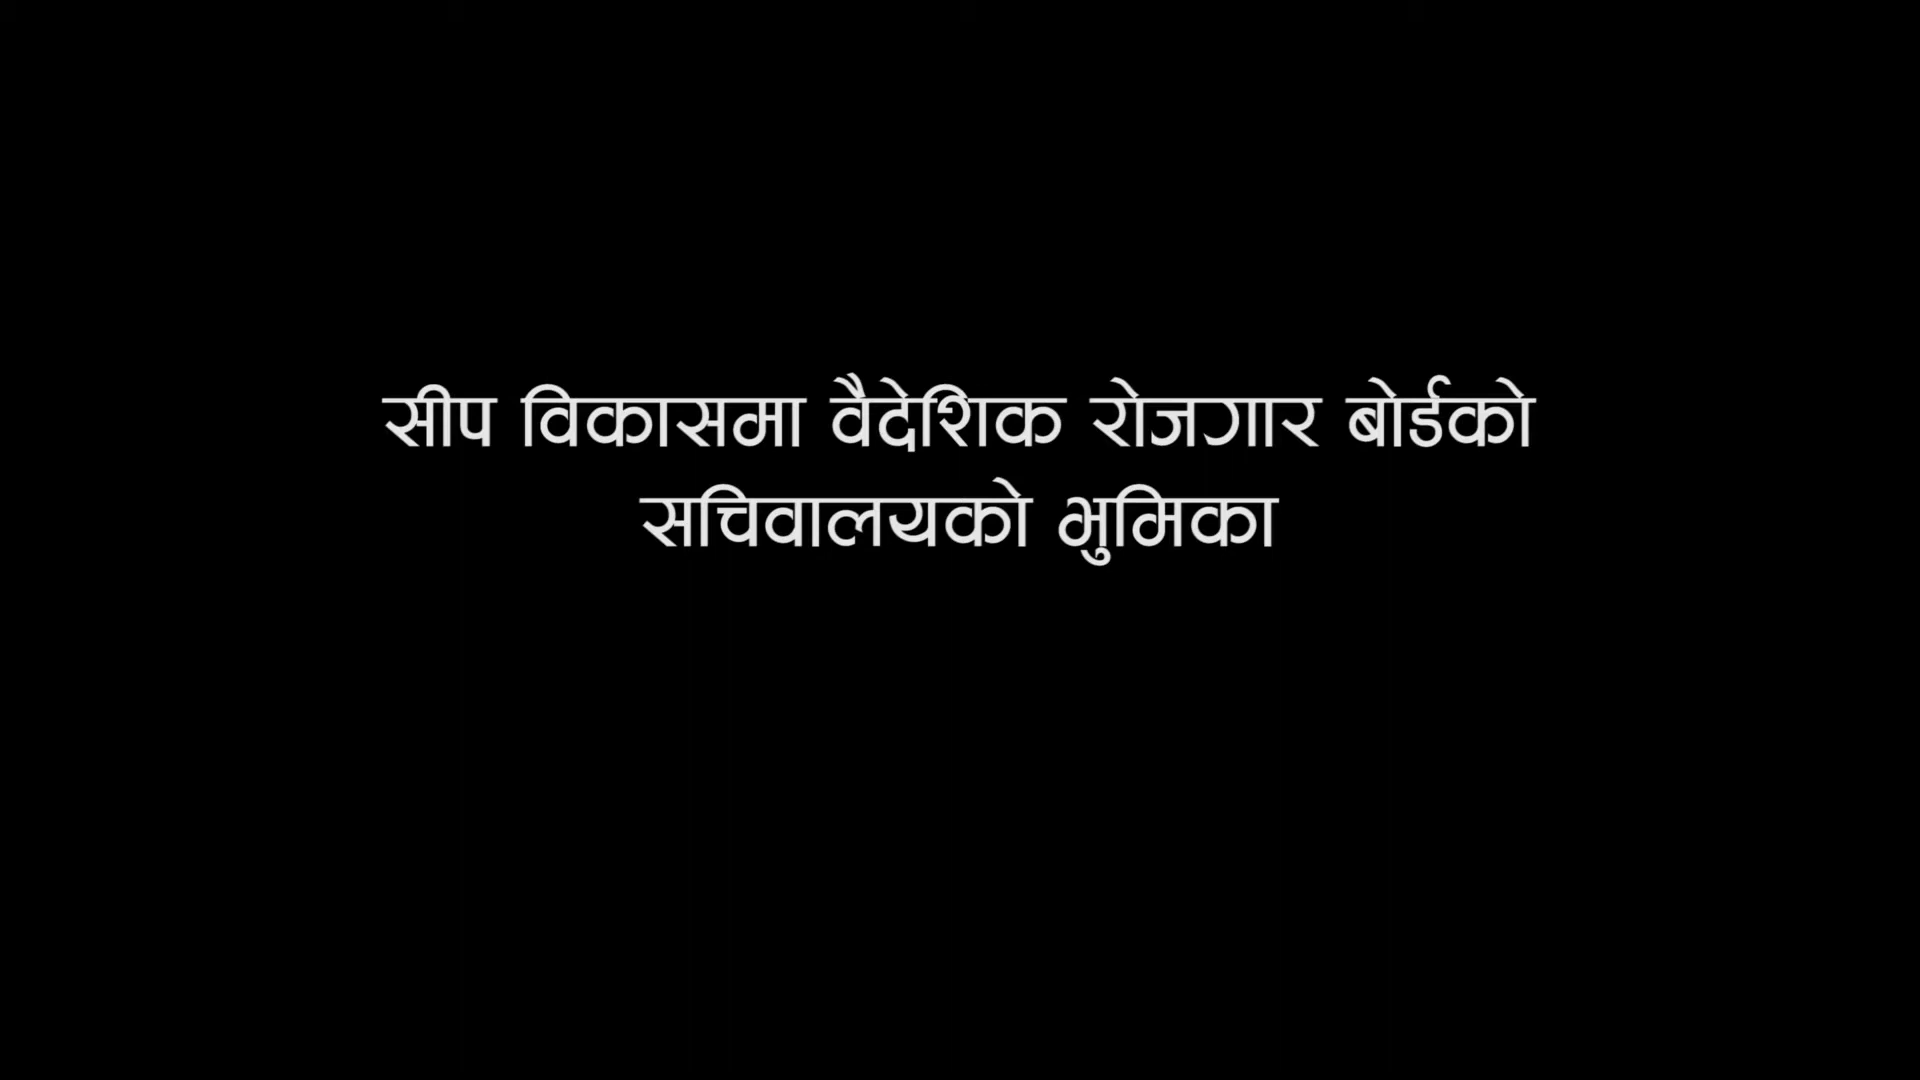 सीप विकासमा वैदेशिक रोजगार बोर्डको
सचिवालयको भुमिका